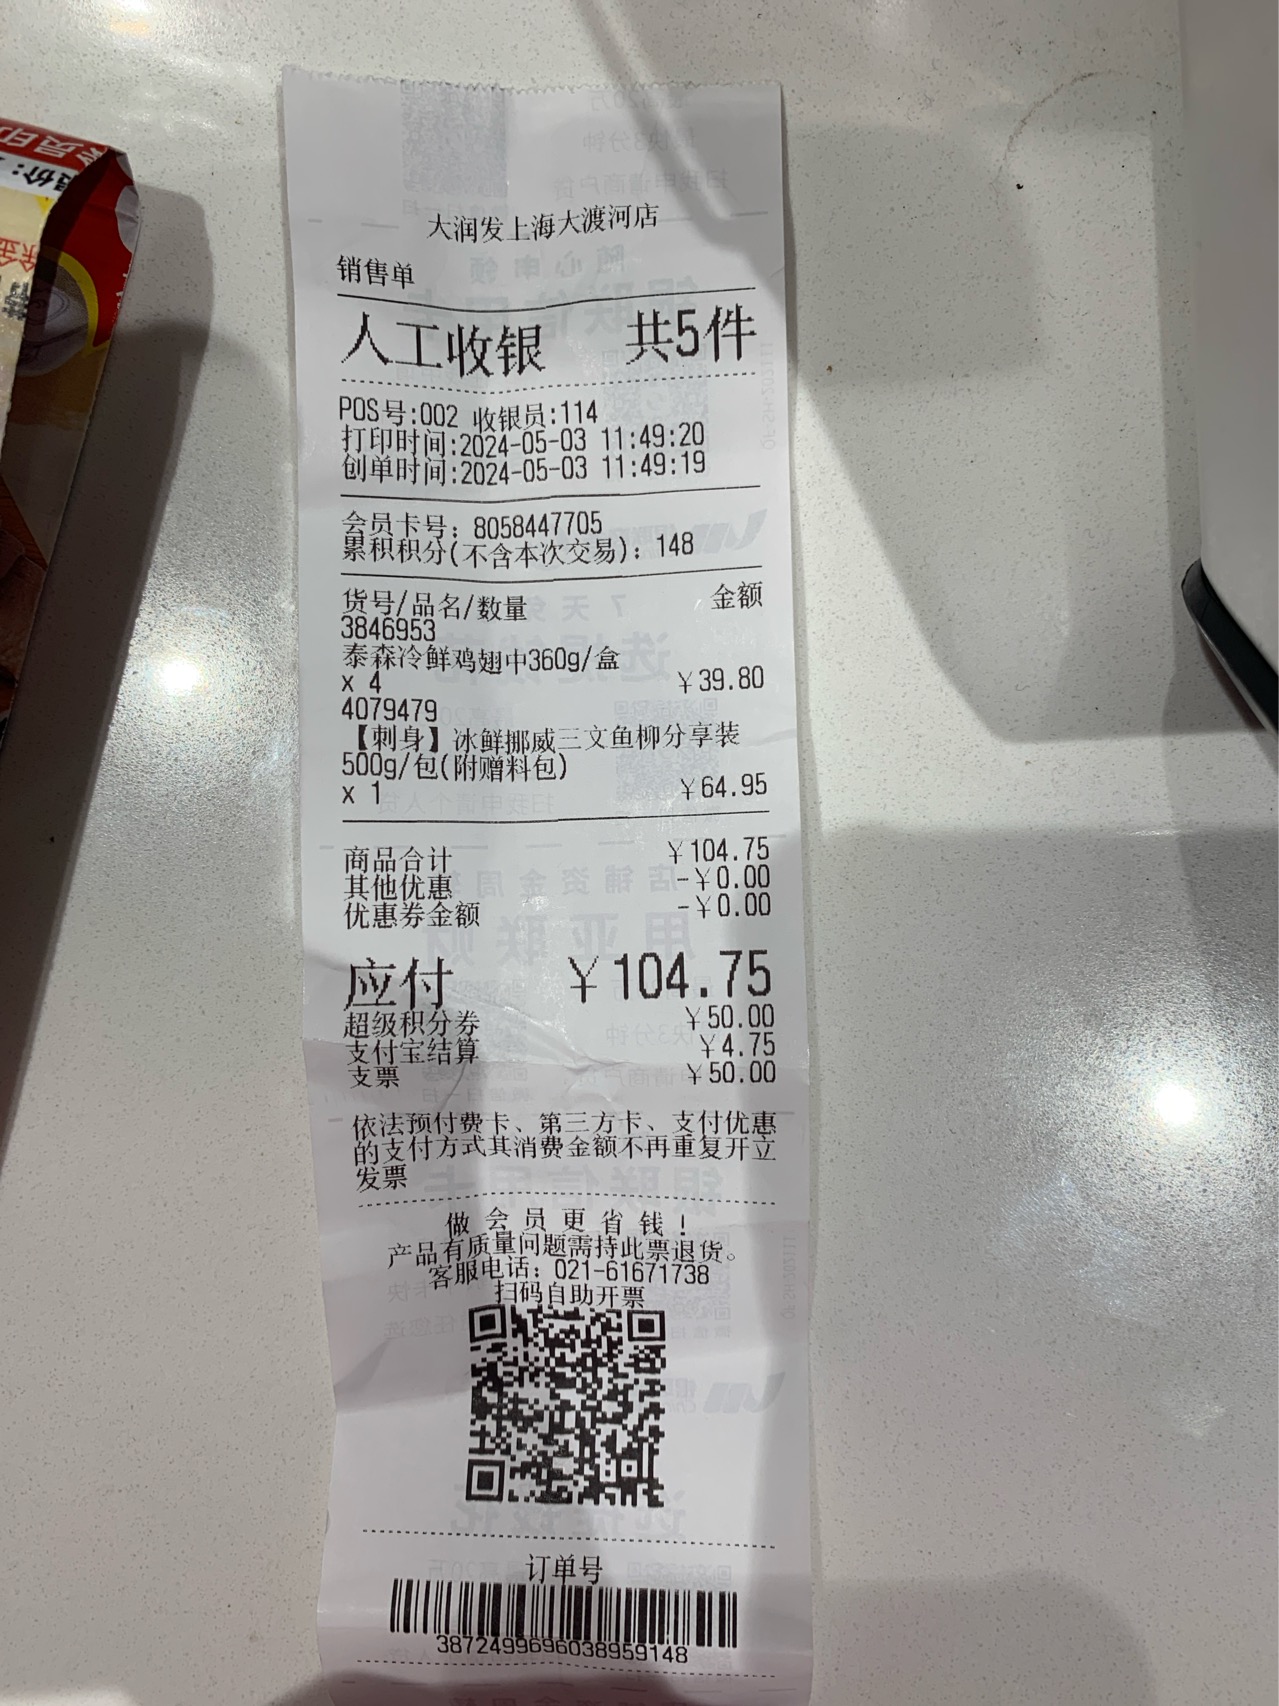 大润发上海大渡河店
销售单
人工收银 共5件
POS号:002 收银员:114
打印时间:2024-05-03 11:49:20
创单时间:2024-05-03 11:49:19
会员卡号: 8058447705
累积积分(不含本次交易): 148
货号/品名/数量 金额
3846953
泰森冷鲜鸡翅中360g/盒
x 4 ￥39.80
4079479
【刺身】冰鲜挪威三文鱼柳分享装
500g/包(附赠料包)
x 1 ￥64.95
商品合计 ￥104.75
其他优惠 -￥0.00
优惠券金额 -￥0.00
应付 ￥104.75
超级积分券 ￥50.00
支付宝结算 ￥4.75
支票 ￥50.00
依法预付费卡、第三方卡、支付优惠
的支付方式其消费金额不再重复开立
发票
做会员更省钱!
产品有质量问题需持此票退货。
客服电话: 021-61671738
扫码自助开票
订单号
3872499696038959148